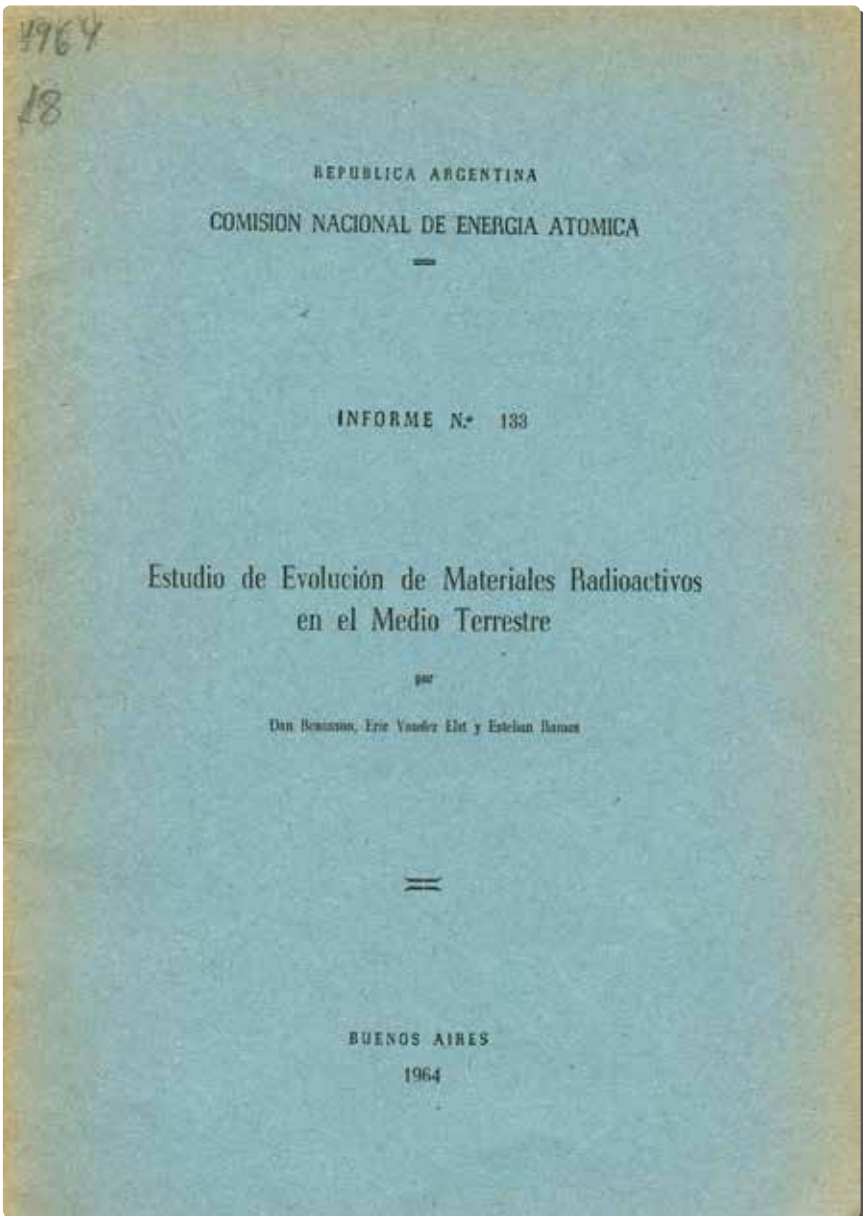 1964
18
REPUBLICA ARGENTINA
COMISION NACIONAL DE ENERGIA ATOMICA
INFORME N.º 133
Estudio de Evolución de Materiales Radioactivos
en el Medio Terrestre
por
Dan Beninson, Eric Vander Elst y Esteban Ramos
BUENOS AIRES
1964